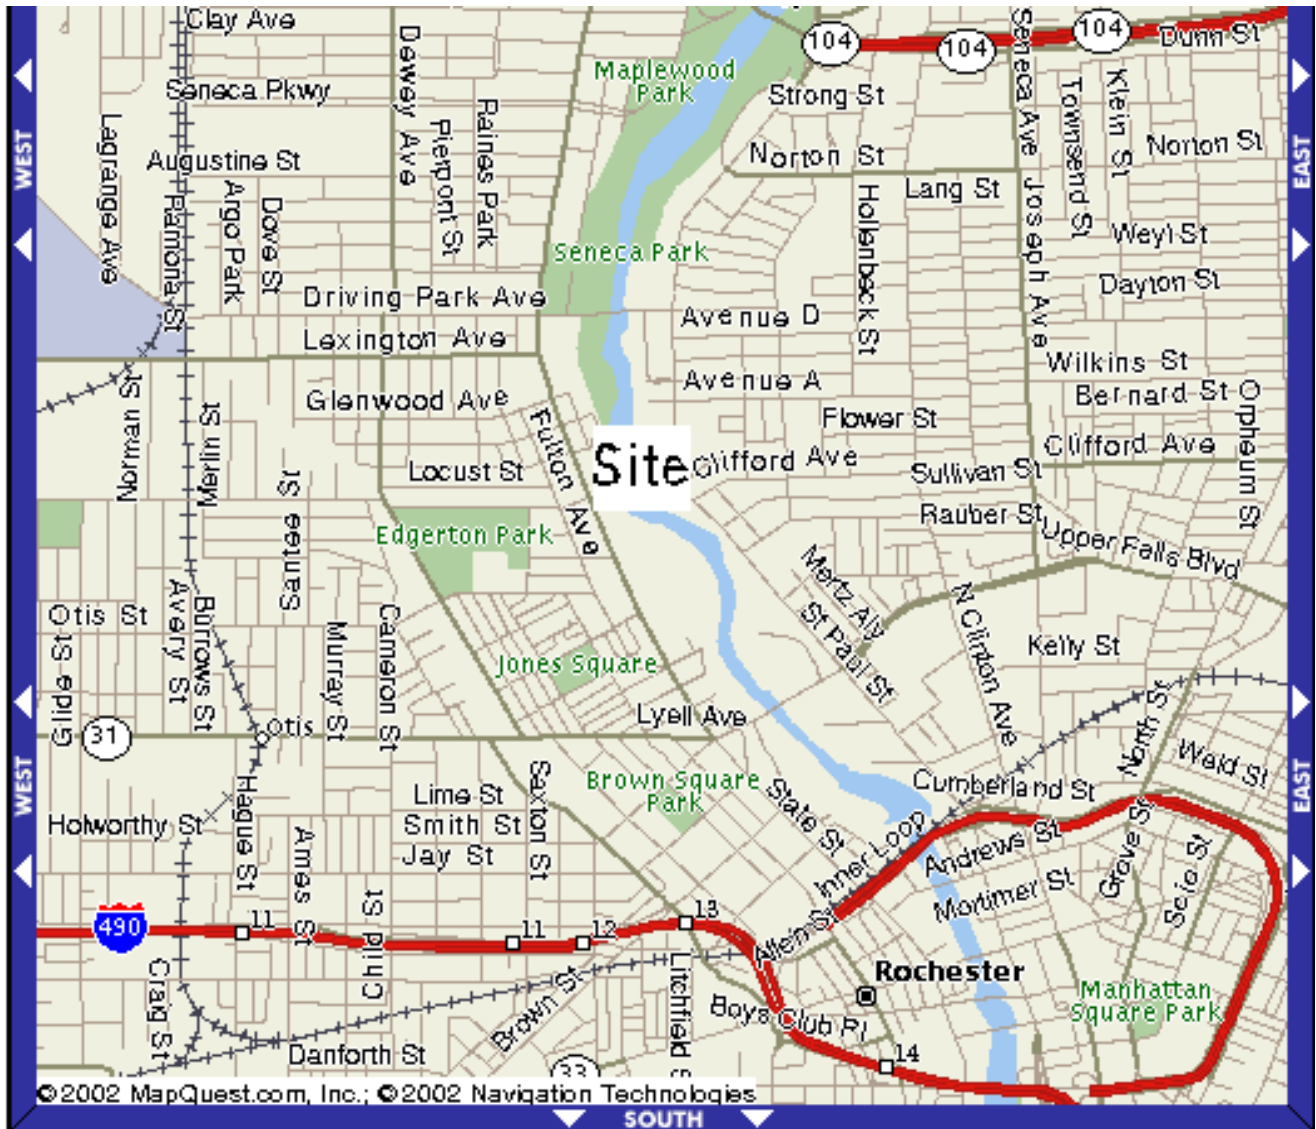 Clay Ave
104
104
104
Dunn St
Dewey Ave
Seneca Ave
Maplewood
Park
Seneca Pkwy
Strong St
Klein St
Townsend St
Raines Park
Pierpont St
Lagrange Ave
WEST
EAST
Augustine St
Norton St
Norton St
Lang St
Argo Park
Dove St
Ramona St
Hollenbeck St
Joseph Ave
Weyl St
Seneca Park
Dayton St
Driving Park Ave
Avenue D
Lexington Ave
Wilkins St
Avenue A
Bernard St
Orpheum St
Glenwood Ave
Flower St
Norman St
Merlin St
Fulton Ave
Clifford Ave
Site
Clifford Ave
Locust St
Sullivan St
Santee St
Rauber St
Edgerton Park
Upper Falls Blvd
Mertz Aly
Otis St
Avery St
Burrows St
N Clinton Ave
St Paul St
Glide St
Murray St
Cameron St
Kelly St
Jones Square
Lyell Ave
31
Otis
North St
Weld St
WEST
EAST
Brown Square
Park
Cumberland St
Lime St
State St
Saxton St
Hague St
Holworthy St
Smith St
Inner Loop
Andrews St
Jay St
Ames St
Grove St
Scio St
Mortimer St
490
11
11
12
13
Child St
Allen St
Craig St
Litchfield S
Brown St
Rochester
Manhattan
Square Park
Boys Club Pl
Danforth St
14
33
©2002 MapQuest.com, Inc.; ©2002 Navigation Technologies
SOUTH